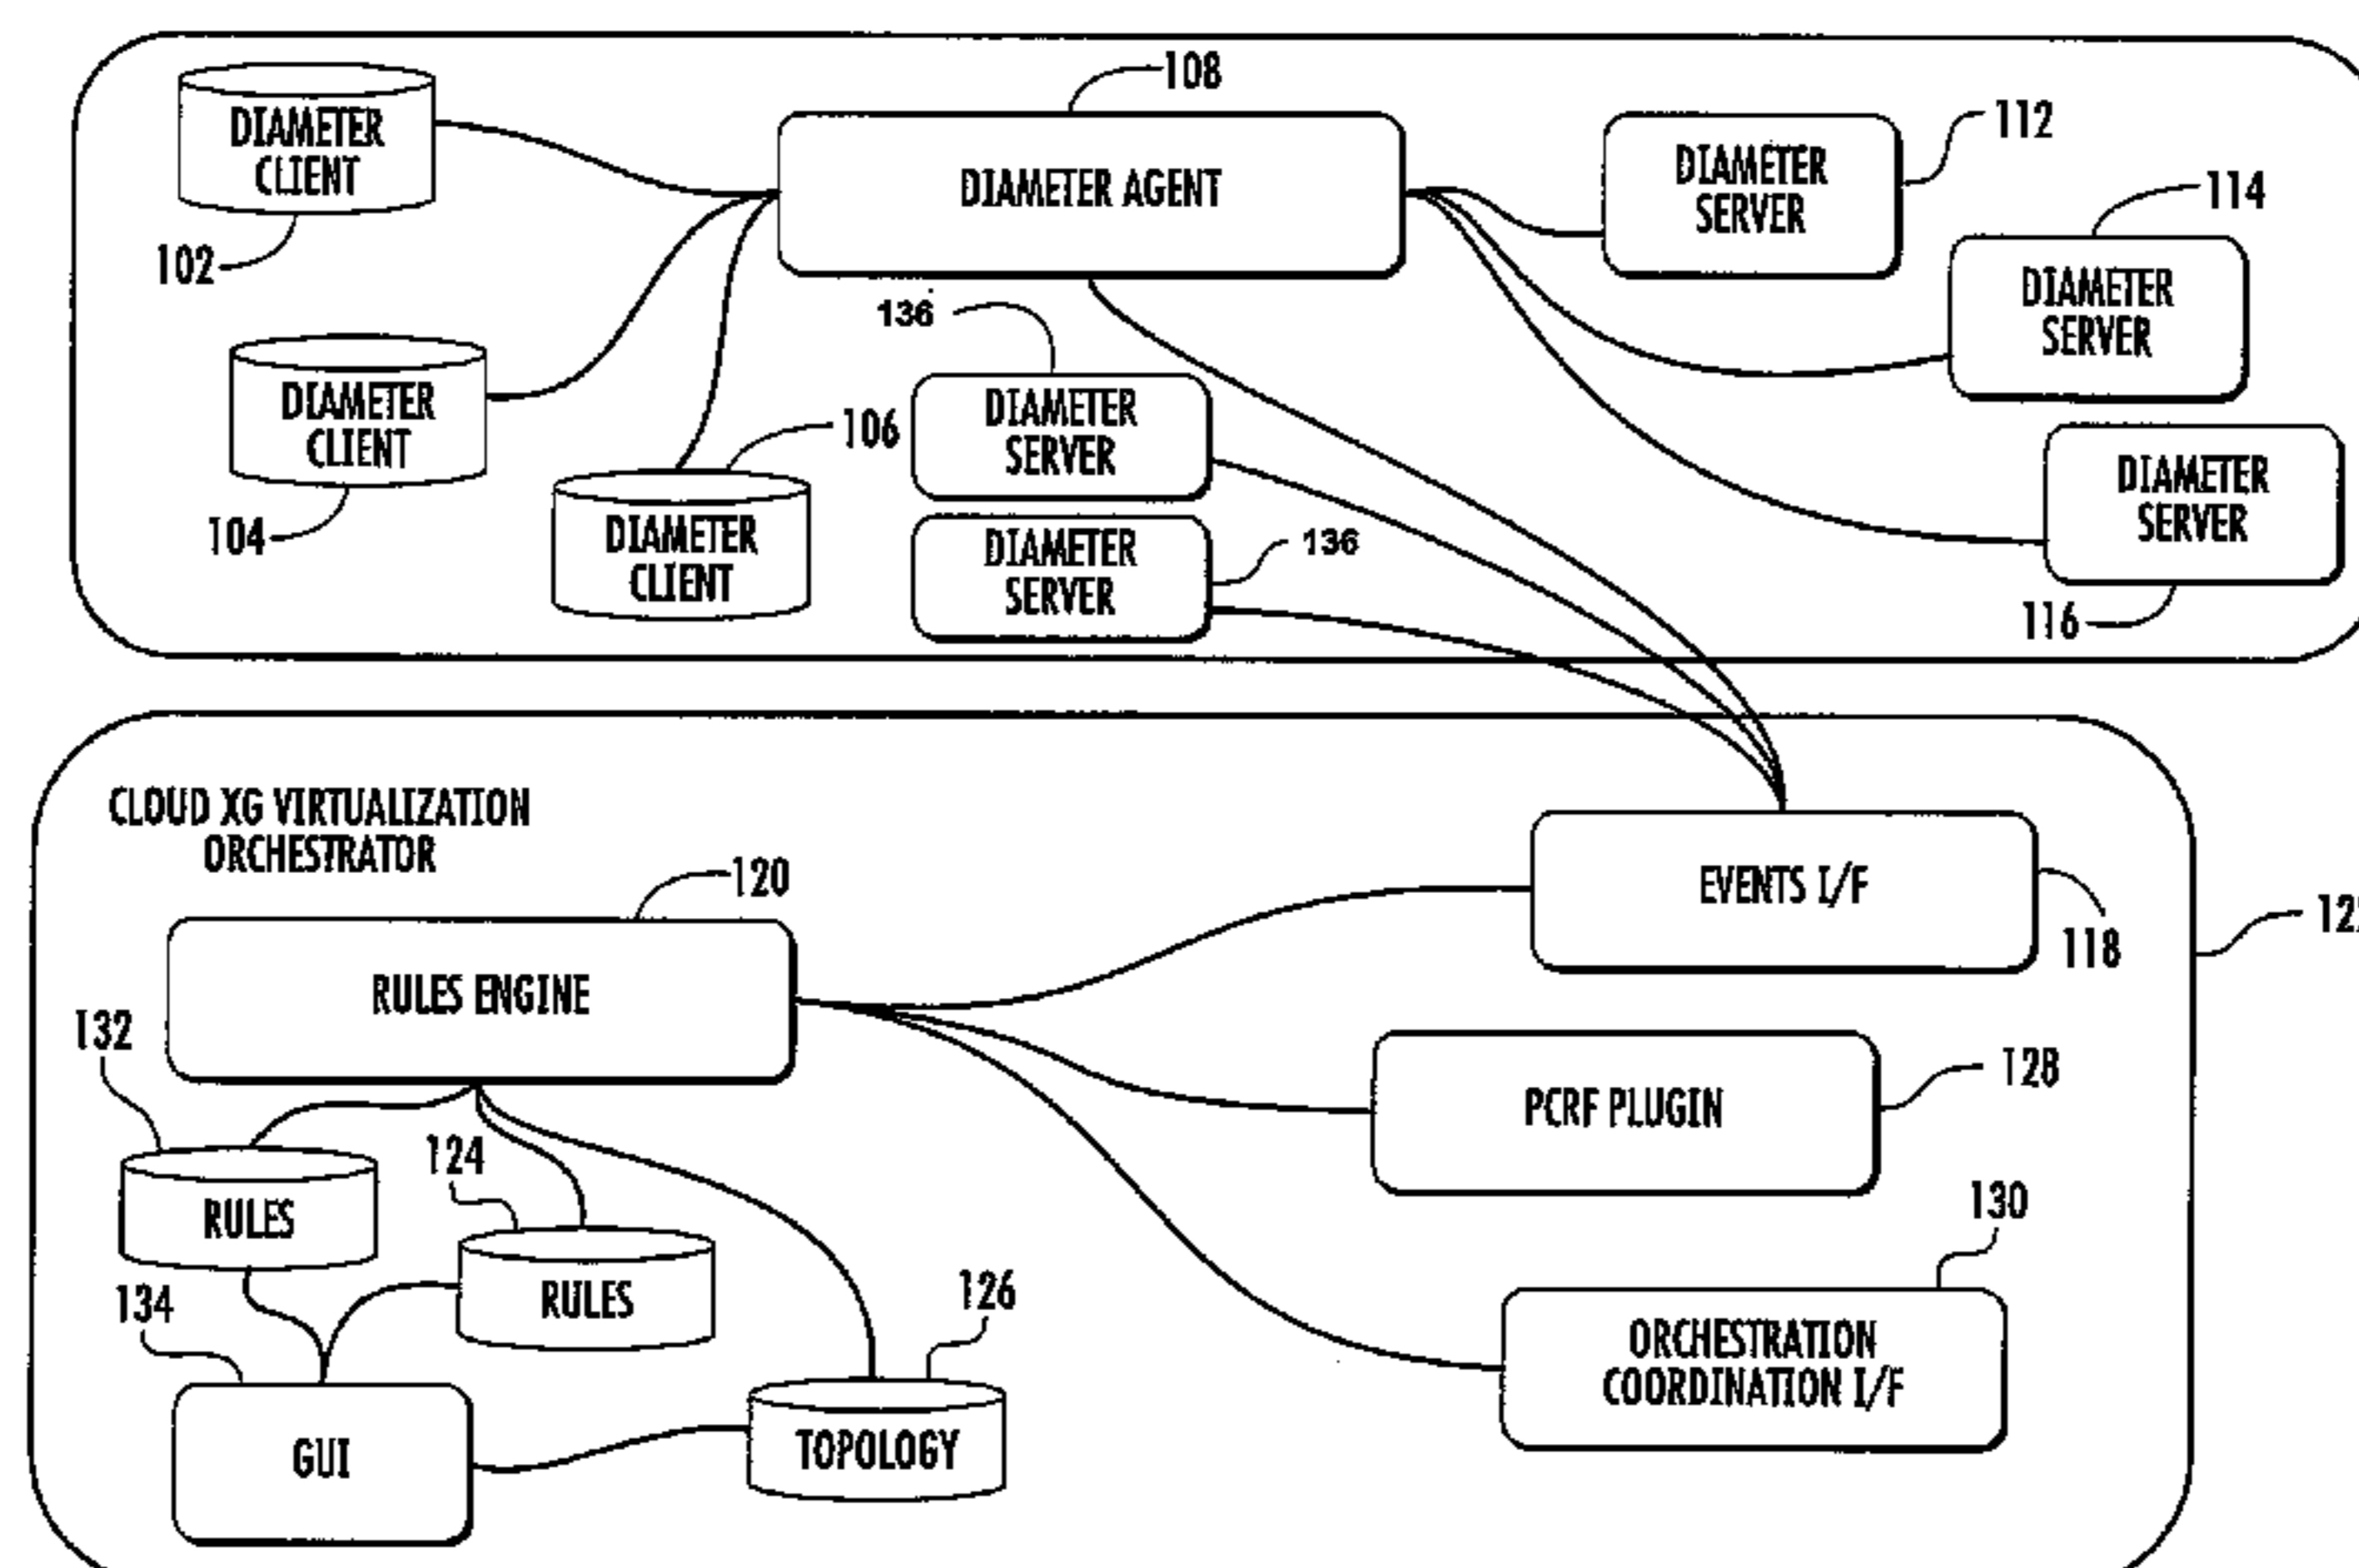 108
DIAMETER
CLIENT
DIAMETER AGENT
DIAMETER
SERVER
112
114
102
136
DIAMETER
SERVER
DIAMETER
CLIENT
104
DIAMETER
SERVER
106
DIAMETER
CLIENT
DIAMETER
SERVER
136
DIAMETER
SERVER
116
CLOUD XG VIRTUALIZATION
ORCHESTRATOR
120
EVENTS I/F
118
RULES ENGINE
132
PCRF PLUGIN
128
124
RULES
130
RULES
134
126
ORCHESTRATION
COORDINATION I/F
GUI
TOPOLOGY